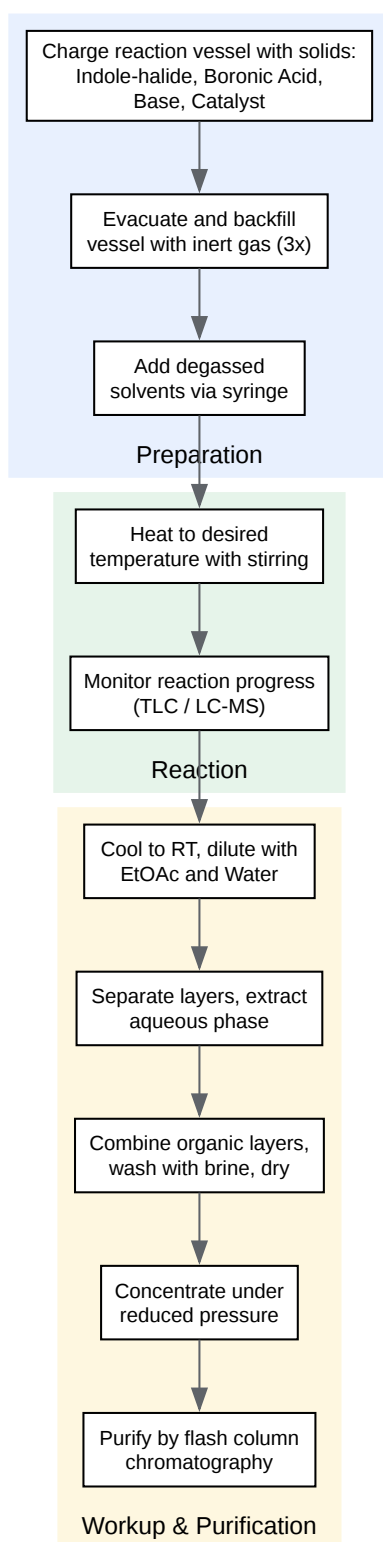 Charge reaction vessel with solids:
Indole-halide, Boronic Acid,
Base, Catalyst
Evacuate and backfill
vessel with inert gas (3x)
Add degassed
solvents via syringe
Preparation
Heat to desired
temperature with stirring
Monitor reaction progress
(TLC / LC-MS)
Reaction
Cool to RT, dilute with
EtOAc and Water
Separate layers, extract
aqueous phase
Combine organic layers,
wash with brine, dry
Concentrate under
reduced pressure
Purify by flash column
chromatography
Workup & Purification